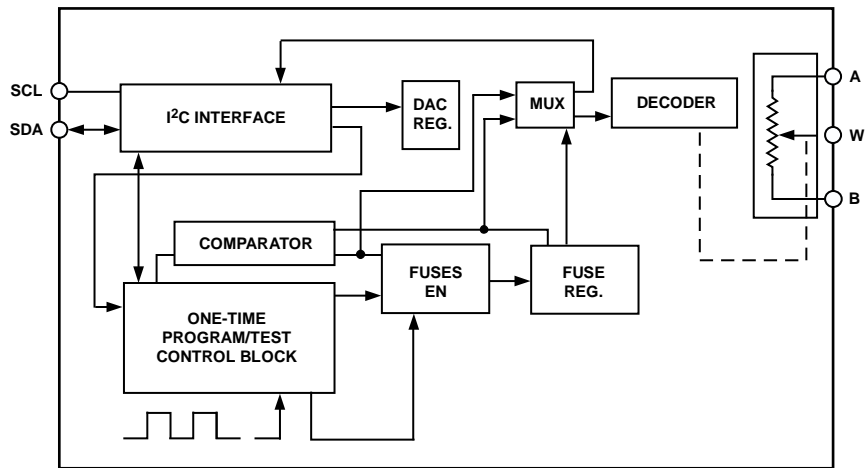 SCL
SDA
I²C INTERFACE
DAC
REG.
MUX
DECODER
A
W
B
COMPARATOR
FUSES
EN
FUSE
REG.
ONE-TIME
PROGRAM/TEST
CONTROL BLOCK